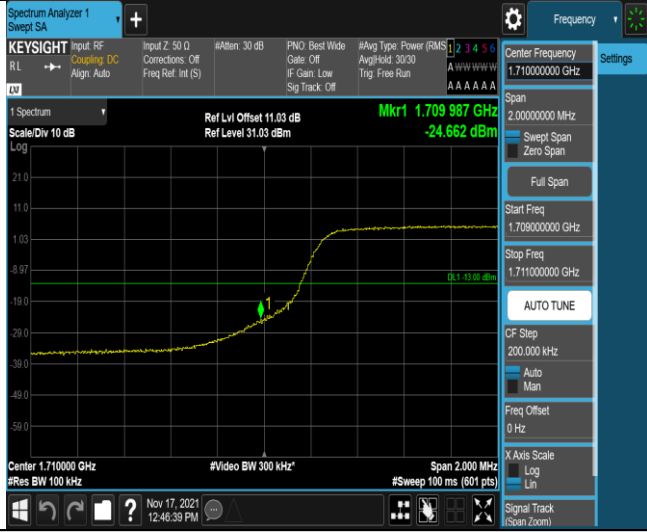 Spectrum Analyzer 1
Swept SA
Frequency
KEYSIGHT
RL
Input: RF
Coupling: DC
Align: Auto
Input Z: 50 Ω
Corrections: Off
Freq Ref: Int (S)
#Atten: 30 dB
PNO: Best Wide
Gate: Off
IF Gain: Low
Sig Track: Off
#Avg Type: Power (RMS
Avg|Hold: 30/30
Trig: Free Run
1 2 3 4 5 6
A W W W W W
A A A A A A
LXI
1 Spectrum
Scale/Div 10 dB
Ref Lvl Offset 11.03 dB
Ref Level 31.03 dBm
Mkr1 1.709 987 GHz
-24.662 dBm
Log
21.0
11.0
1.03
-8.97
-19.0
-29.0
-39.0
-49.0
-59.0
DL1 -13.00 dBm
1
Center 1.710000 GHz
#Res BW 100 kHz
#Video BW 300 kHz*
Span 2.000 MHz
#Sweep 100 ms (601 pts)
?
Nov 17, 2021
12:46:39 PM
Center Frequency
1.710000000 GHz
Span
2.00000000 MHz
Swept Span
Zero Span
Full Span
Start Freq
1.709000000 GHz
Stop Freq
1.711000000 GHz
AUTO TUNE
CF Step
200.000 kHz
Auto
Man
Freq Offset
0 Hz
X Axis Scale
Log
Lin
Signal Track
(Span Zoom)
Settings